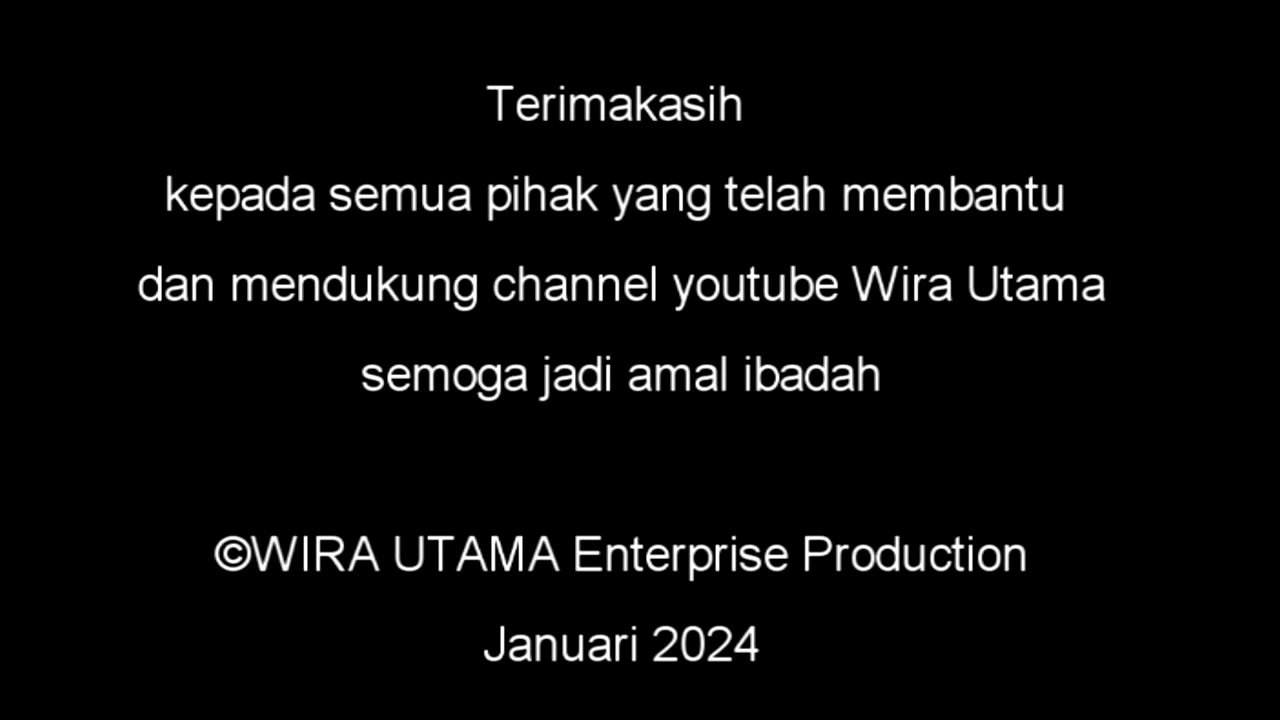 Terimakasih
kepada semua pihak yang telah membantu
dan mendukung channel youtube Wira Utama
semoga jadi amal ibadah
©WIRA UTAMA Enterprise Production
Januari 2024